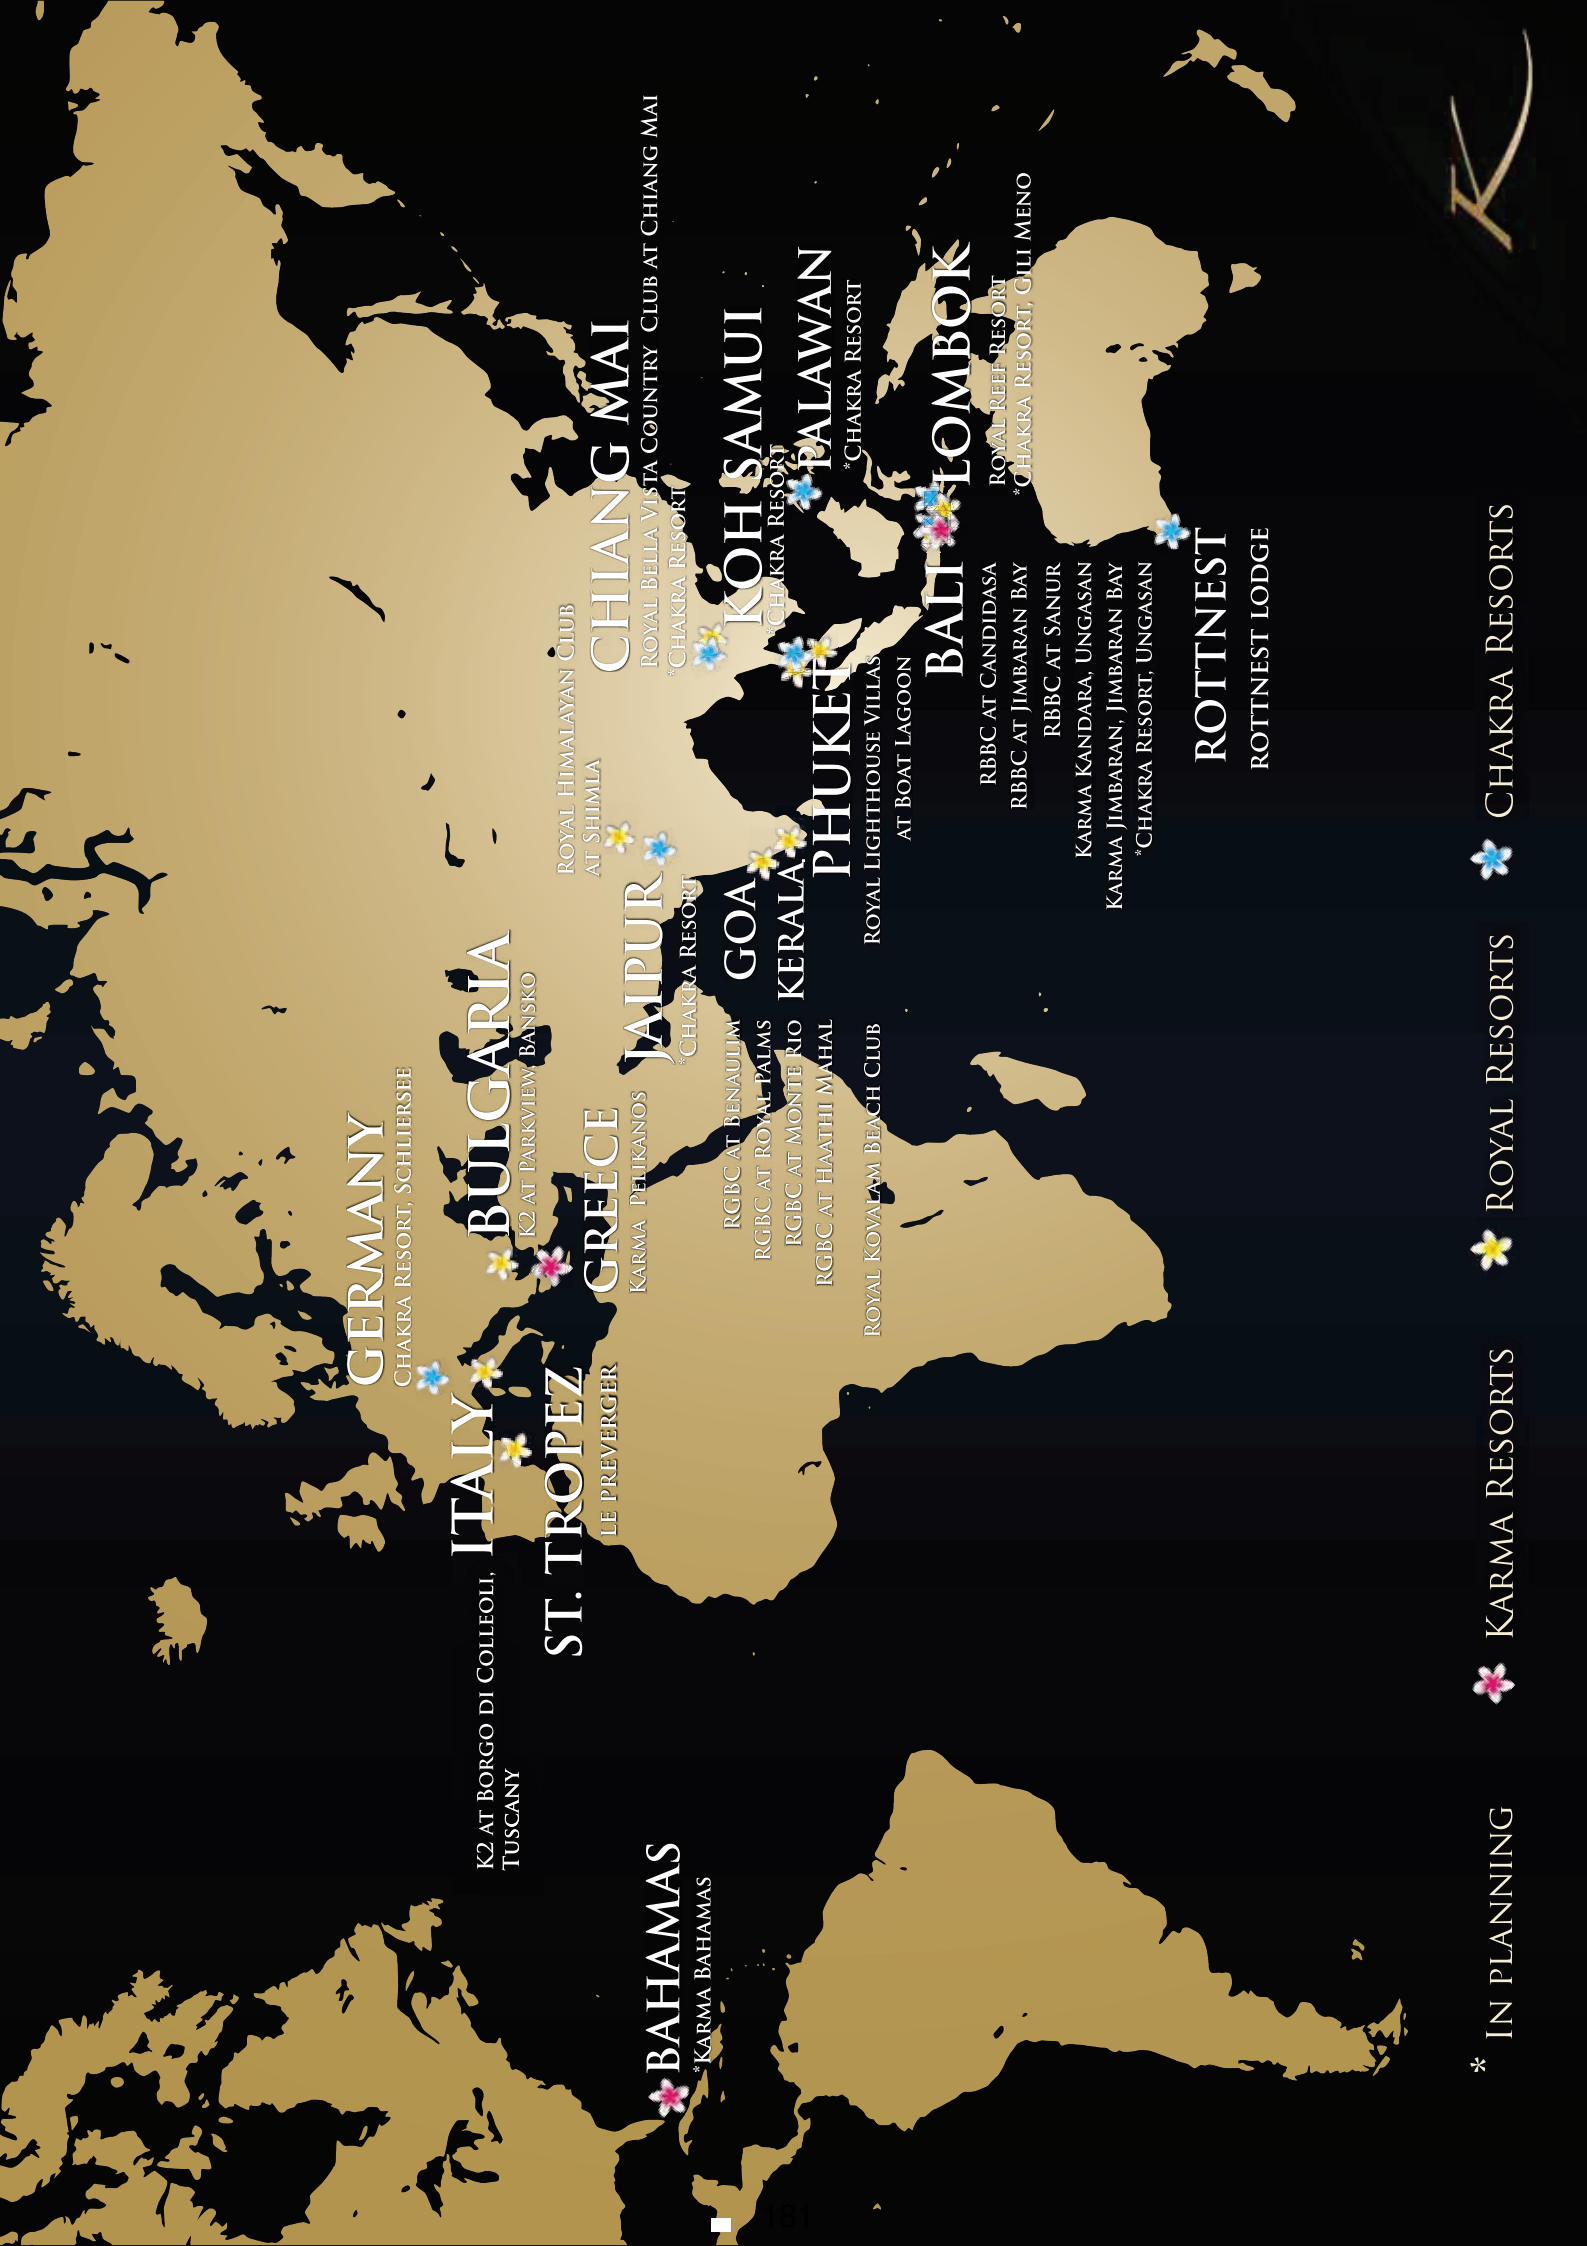 GERMANY
Chakra Resort, Schliersee
BULGARIA
K2 at Parkview, Bansko
ITALY
K2 at Borgo di Colleoli,
Tuscany
ST. TROPEZ
le preverger
GREECE
Karma Pelikanos
BAHAMAS
*Karma Bahamas
Royal Himalayan Club
at Shimla
JAIPUR
*Chakra Resort
GOA
RGBC at Benaulim
RGBC at Royal Palms
RGBC at Monte Rio
RGBC at Haathi Mahal
KERALA
Royal Kovalam Beach Club
CHIANG MAI
Royal Bella Vista Country Club at Chiang Mai
*Chakra Resort
KOH SAMUI
*Chakra Resort
PHUKET
Royal Lighthouse Villas
at Boat Lagoon
PALAWAN
*Chakra Resort
BALI
RBBC at Candidasa
RBBC at Jimbaran Bay
RBBC at Sanur
Karma Kandara, Ungasan
Karma Jimbaran, Jimbaran Bay
*Chakra Resort, Ungasan
LOMBOK
Royal Reef Resort
*Chakra Resort, Gili Meno
ROTTNEST
rottnest lodge
* In planning
Karma Resorts
Royal Resorts
Chakra Resorts
K
181